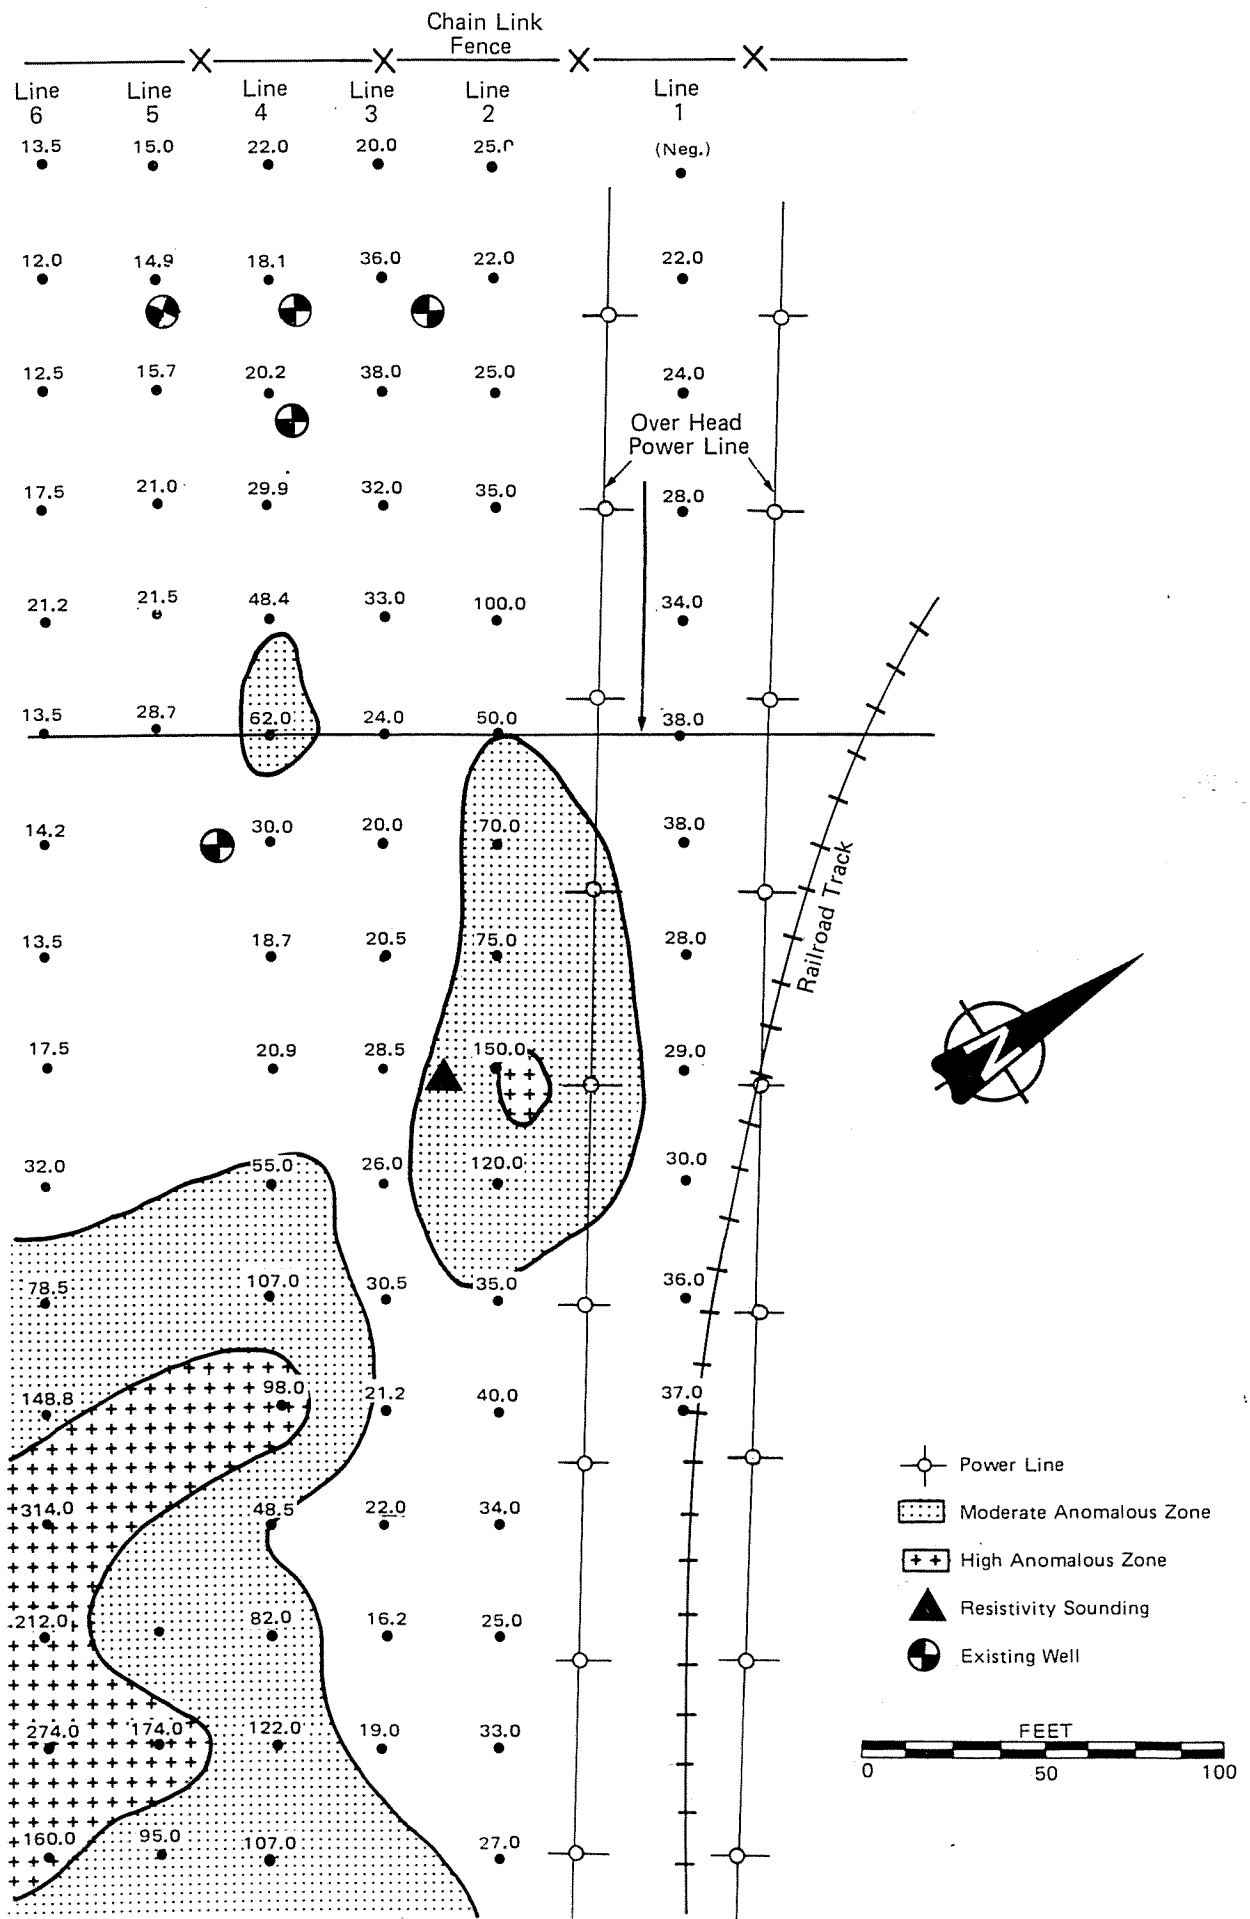 Chain Link
Fence
Line Line Line Line Line Line
6 5 4 3 2 1
13.5 15.0 22.0 20.0 25. (Neg.)
12.0 14.9 18.1 36.0 22.0 22.0
12.5 15.7 20.2 38.0 25.0 24.0
Over Head
Power Line
17.5 21.0 29.9 32.0 35.0 28.0
21.2 21.5 48.4 33.0 100.0 34.0
13.5 28.7 62.0 24.0 50.0 38.0
14.2 30.0 20.0 70.0 38.0
Railroad Track
13.5 18.7 20.5 75.0 28.0
17.5 20.9 28.5 150.0 29.0
N
32.0 55.0 26.0 120.0 30.0
78.5 107.0 30.5 35.0 36.0
148.8 98.0 21.2 40.0 37.0
Power Line
314.0 48.5 22.0 34.0
Moderate Anomalous Zone
High Anomalous Zone
212.0 82.0 16.2 25.0
Resistivity Sounding
Existing Well
274.0 174.0 122.0 19.0 33.0
FEET
0 50 100
160.0 95.0 107.0 27.0